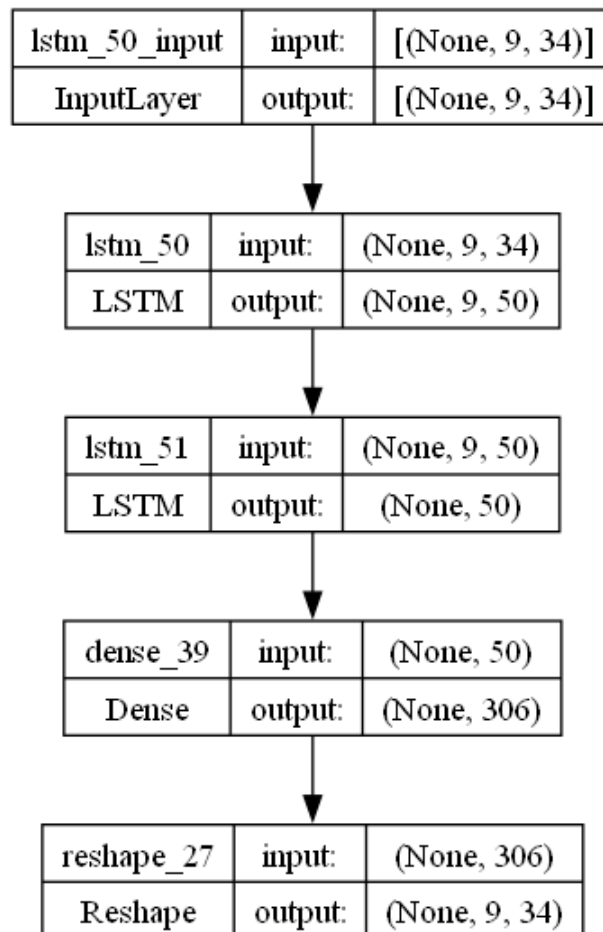 lstm_50_input input: [(None, 9, 34)]
InputLayer output: [(None, 9, 34)]
lstm_50 input: (None, 9, 34)
LSTM output: (None, 9, 50)
lstm_51 input: (None, 9, 50)
LSTM output: (None, 50)
dense_39 input: (None, 50)
Dense output: (None, 306)
reshape_27 input: (None, 306)
Reshape output: (None, 9, 34)